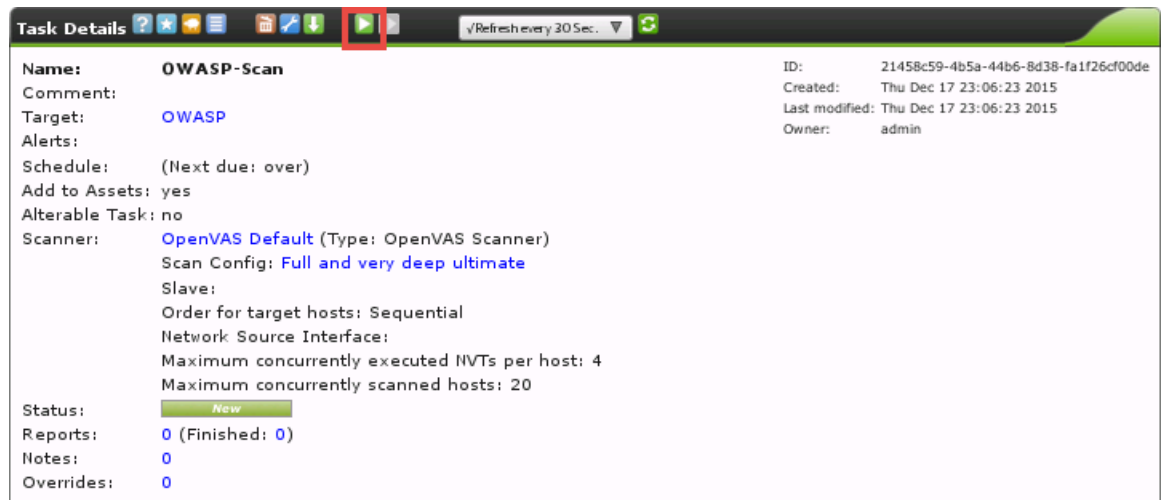 Task Details ? √Refresh every 30 Sec.
Name: OWASP-Scan
Comment:
Target: OWASP
Alerts:
Schedule: (Next due: over)
Add to Assets: yes
Alterable Task: no
Scanner: OpenVAS Default (Type: OpenVAS Scanner)
Scan Config: Full and very deep ultimate
Slave:
Order for target hosts: Sequential
Network Source Interface:
Maximum concurrently executed NVTs per host: 4
Maximum concurrently scanned hosts: 20
Status: New
Reports: 0 (Finished: 0)
Notes: 0
Overrides: 0
ID: 21458c59-4b5a-44b6-8d38-fa1f26cf00de
Created: Thu Dec 17 23:06:23 2015
Last modified: Thu Dec 17 23:06:23 2015
Owner: admin